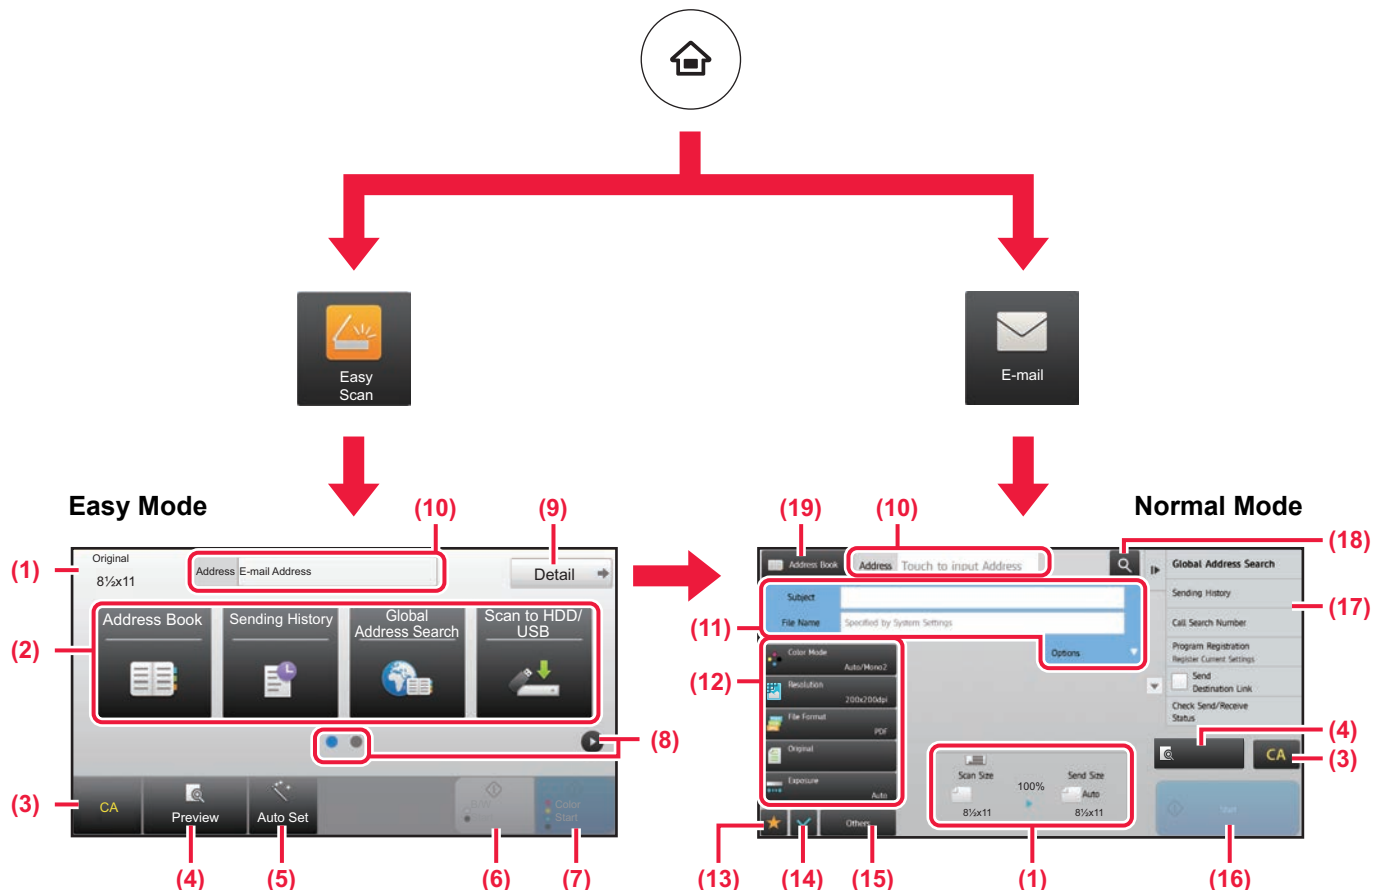 Easy
Scan
E-mail
Easy Mode
Normal Mode
(10)
(9)
(19)
(10)
(18)
(1)
Original
8½x11
Address
E-mail Address
Detail
(2)
Address Book
Sending History
Global
Address Search
Scan to HDD/
USB
(8)
(3)
CA
Preview
Auto Set
B/W
Start
Color
Start
(4)
(5)
(6)
(7)
Address Book
Address
Touch to input Address
(11)
Subject
File Name
Specified by System Settings
Options
(12)
Color Mode
Auto/Mono2
Resolution
200x200dpi
File Format
PDF
Original
Exposure
Auto
Others
Scan Size
8½x11
100%
Send Size
Auto
8½x11
Global Address Search
Sending History
Call Search Number
Program Registration
Register Current Settings
Send
Destination Link
Check Send/Receive
Status
(17)
(4)
CA
(3)
Start
(13)
(14)
(15)
(1)
(16)